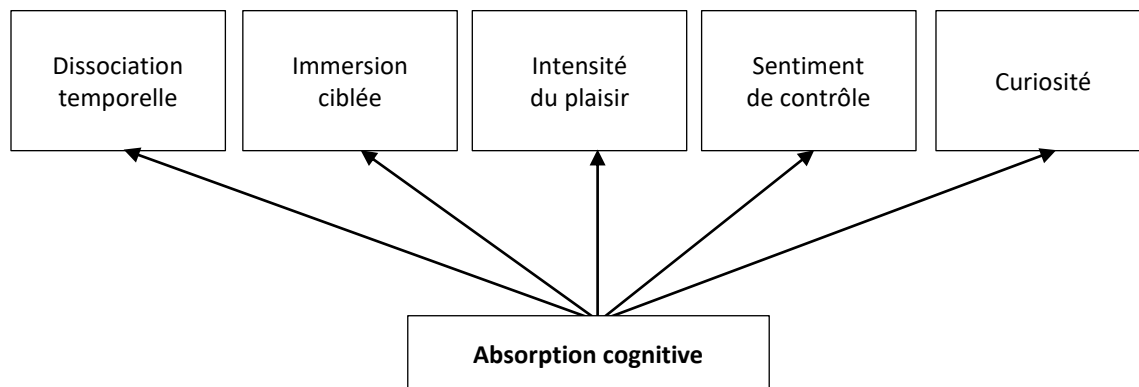 Dissociation
temporelle
Immersion
ciblée
Intensité
du plaisir
Sentiment
de contrôle
Curiosité
Absorption cognitive